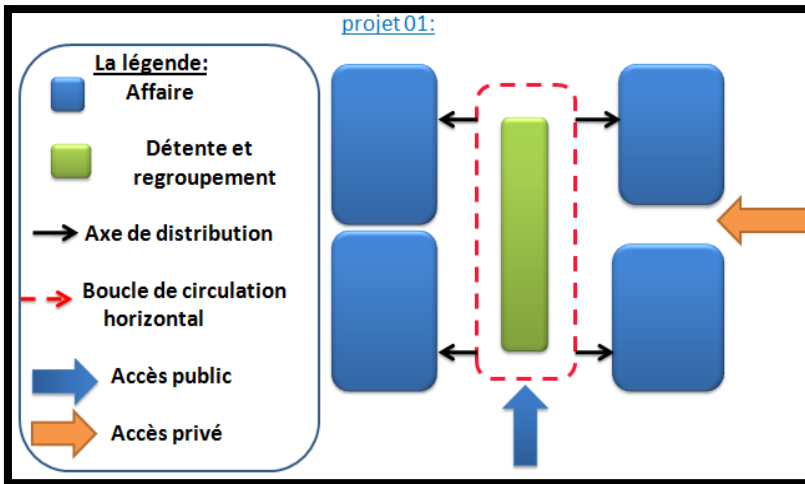 projet 01:
La légende:
Affaire
Détente et
regroupement
Axe de distribution
Boucle de circulation
horizontal
Accès public
Accès privé